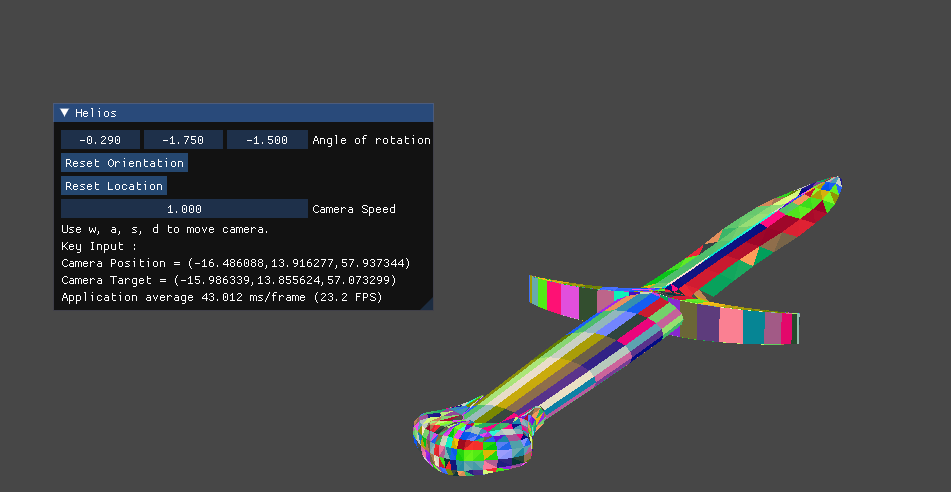 Helios
-0.290 -1.750 -1.500 Angle of rotation
Reset Orientation
Reset Location
1.000 Camera Speed
Use w, a, s, d to move camera.
Key Input :
Camera Position = (-16.486088,13.916277,57.937344)
Camera Target = (-15.986339,13.855624,57.073299)
Application average 43.012 ms/frame (23.2 FPS)